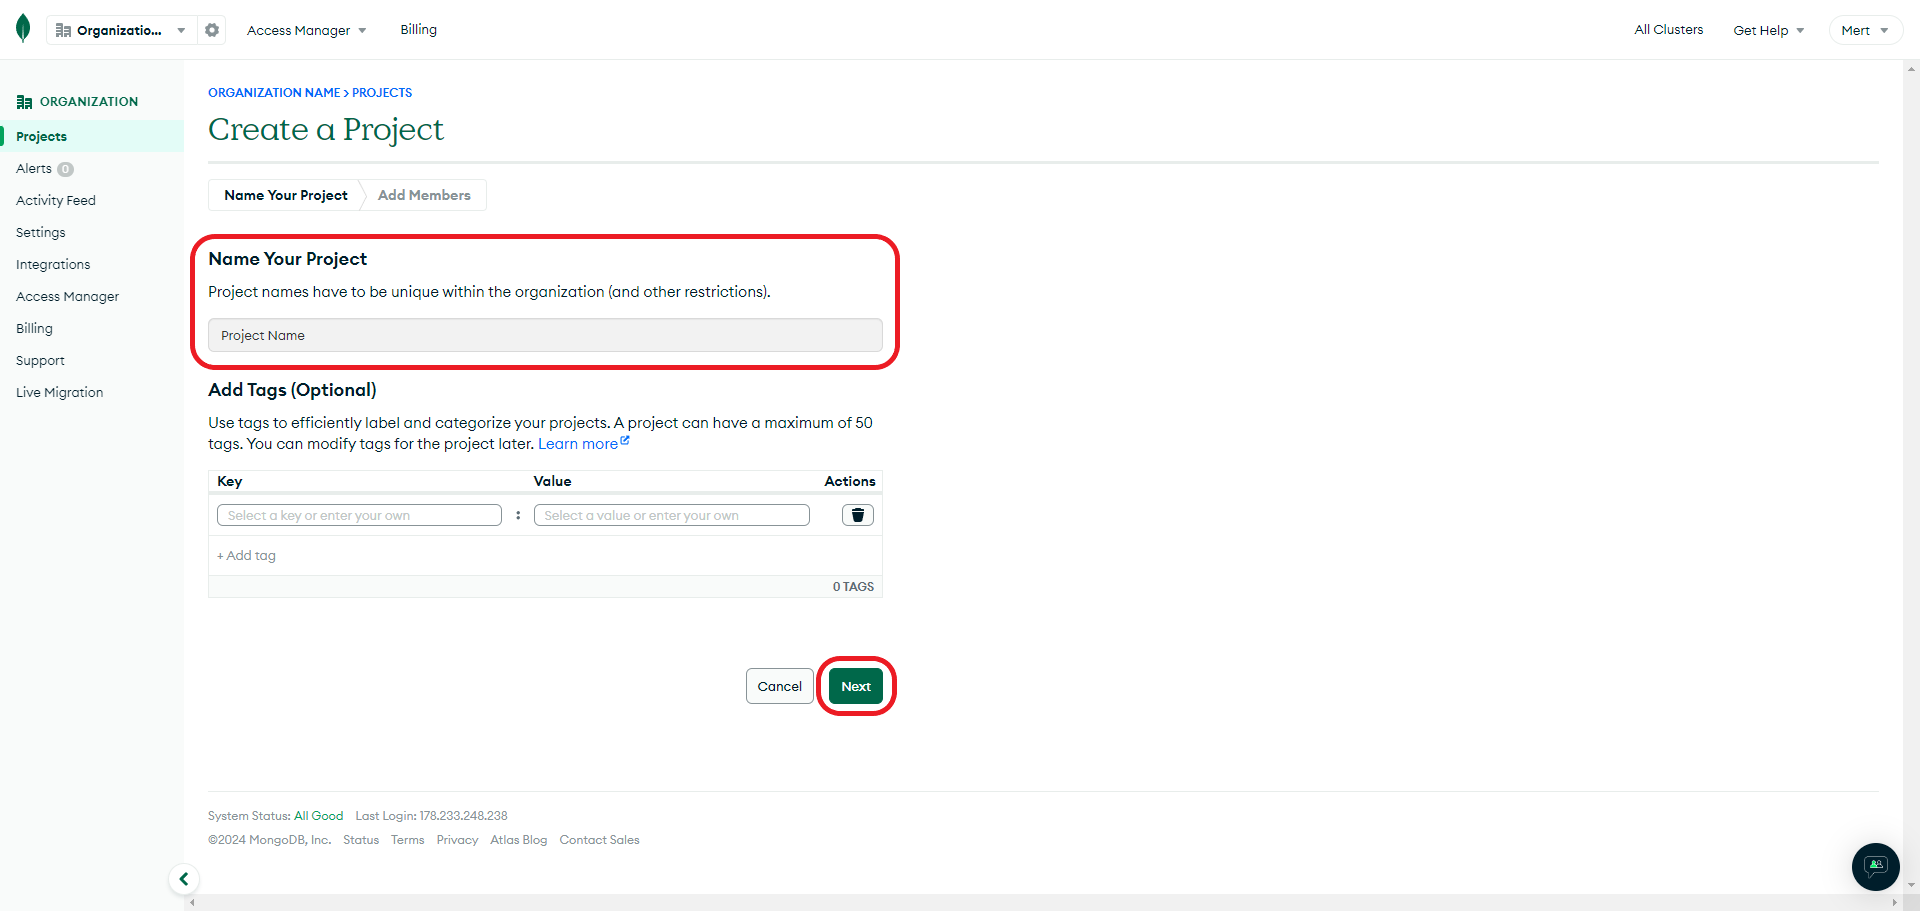 Organizatio...
Access Manager
Billing
All Clusters
Get Help
Mert
ORGANIZATION
Projects
Alerts 0
Activity Feed
Settings
Integrations
Access Manager
Billing
Support
Live Migration
ORGANIZATION NAME > PROJECTS
Create a Project
Name Your Project
Add Members
Name Your Project
Project names have to be unique within the organization (and other restrictions).
Project Name
Add Tags (Optional)
Use tags to efficiently label and categorize your projects. A project can have a maximum of 50
tags. You can modify tags for the project later. Learn more
Key Value Actions
Select a key or enter your own : Select a value or enter your own
+ Add tag
0 TAGS
Cancel
Next
System Status: All Good Last Login: 178.233.248.238
©2024 MongoDB, Inc. Status Terms Privacy Atlas Blog Contact Sales